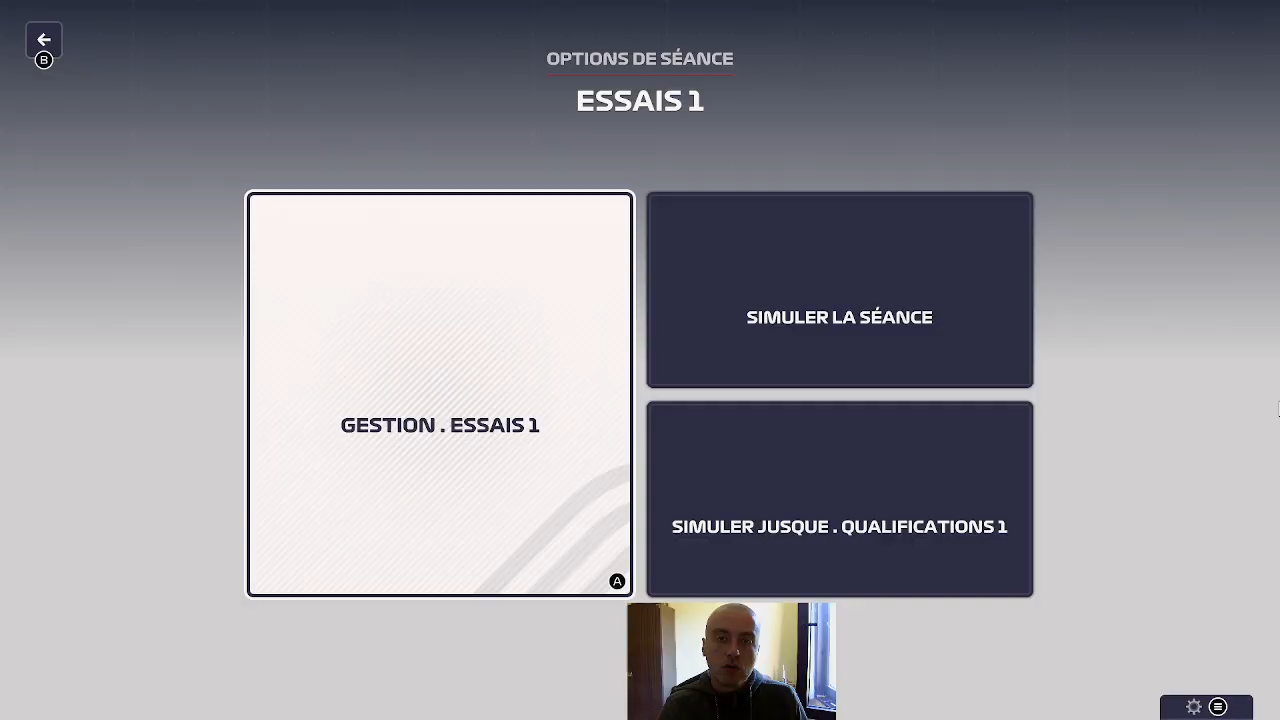 B
OPTIONS DE SÉANCE
ESSAIS 1
GESTION . ESSAIS 1
A
SIMULER LA SÉANCE
SIMULER JUSQUE . QUALIFICATIONS 1